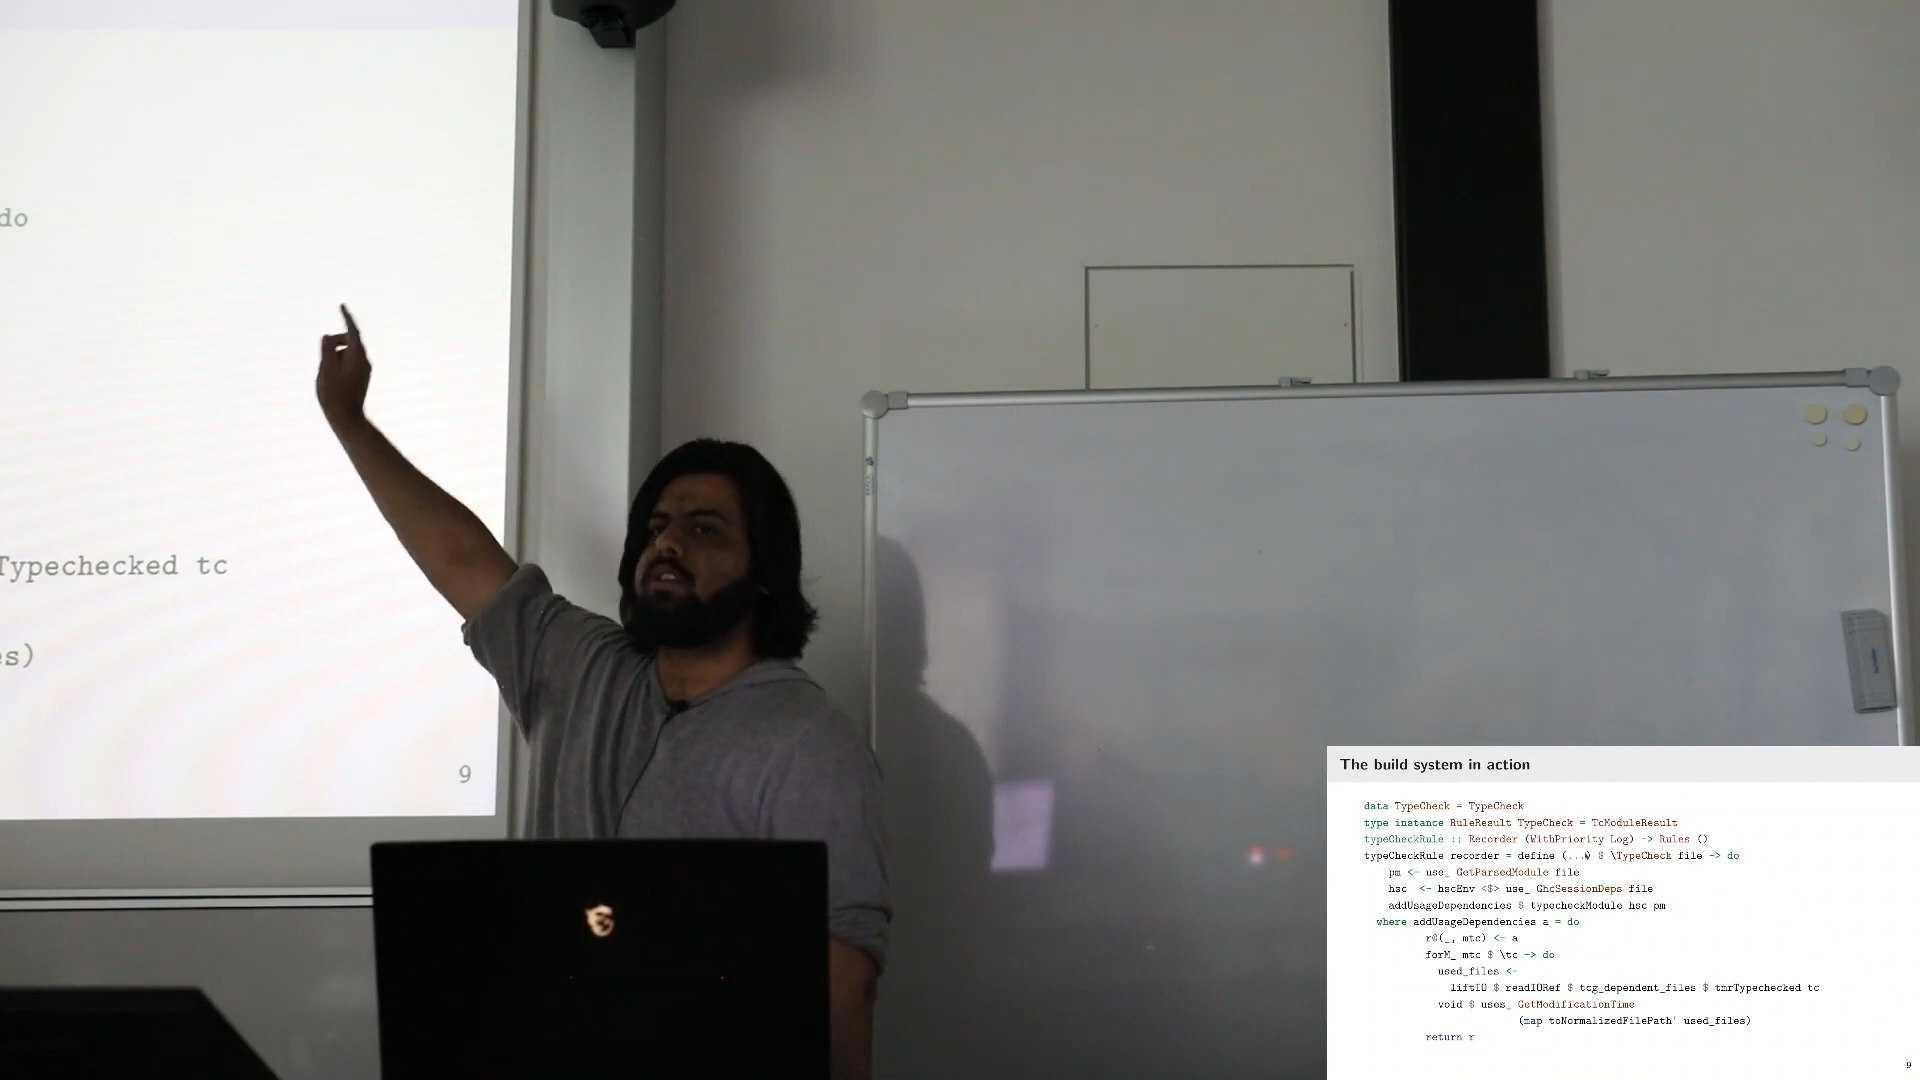 do
Typechecked tc
es)
9
The build system in action
data TypeCheck = TypeCheck
type instance RuleResult TypeCheck = TcModuleResult
typeCheckRule :: Recorder (WithPriority Log) -> Rules ()
typeCheckRule recorder = define (...) $ \TypeCheck file -> do
pm <- use_ GetParsedModule file
hsc <- hscEnv <$> use_ GhcSessionDeps file
addUsageDependencies $ typecheckModule hsc pm
where addUsageDependencies a = do
r@(_, mtc) <- a
forM_ mtc $ \tc -> do
used_files <-
liftIO $ readIORef $ tcg_dependent_files $ tmrTypechecked tc
void $ uses_ GetModificationTime
(map toNormalizedFilePath' used_files)
return r
9